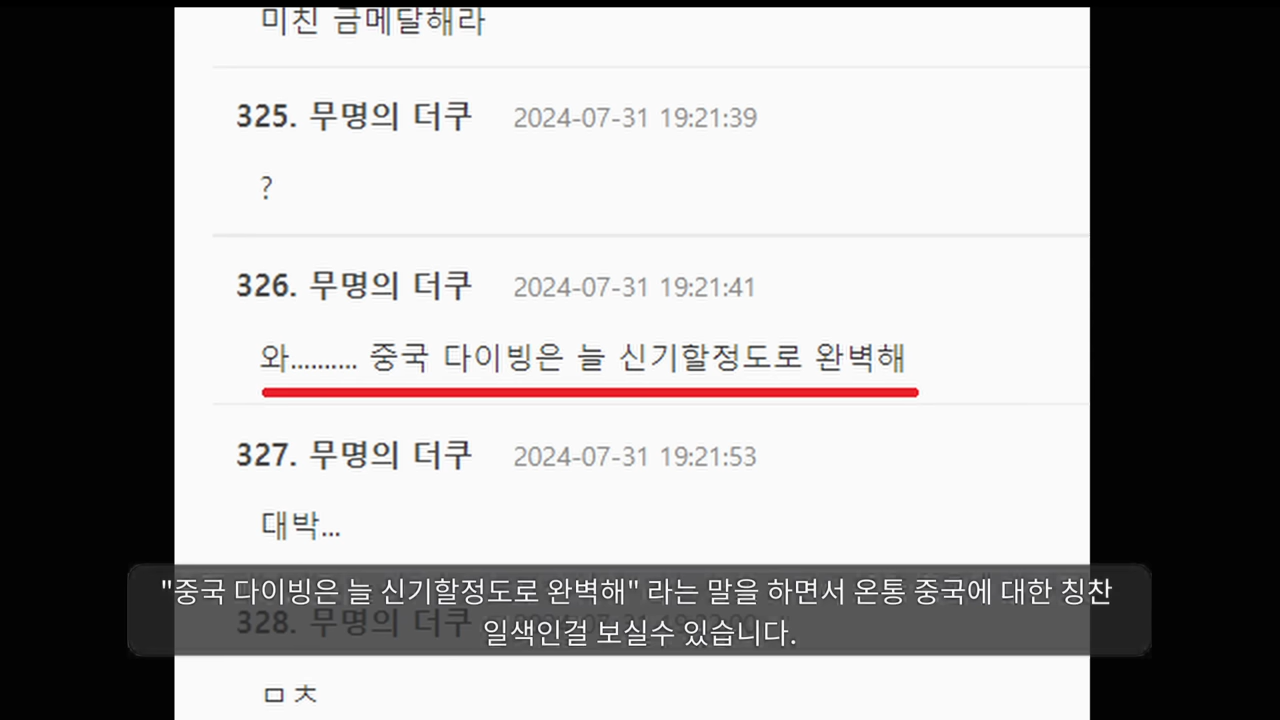 미친 금메달해라
325. 무명의 더쿠 2024-07-31 19:21:39
?
326. 무명의 더쿠 2024-07-31 19:21:41
와.......... 중국 다이빙은 늘 신기할정도로 완벽해
327. 무명의 더쿠 2024-07-31 19:21:53
대박...
"중국 다이빙은 늘 신기할정도로 완벽해" 라는 말을 하면서 온통 중국에 대한 칭찬
일색인걸 보실수 있습니다.
328. 무명의 더쿠
ㅁㅊ